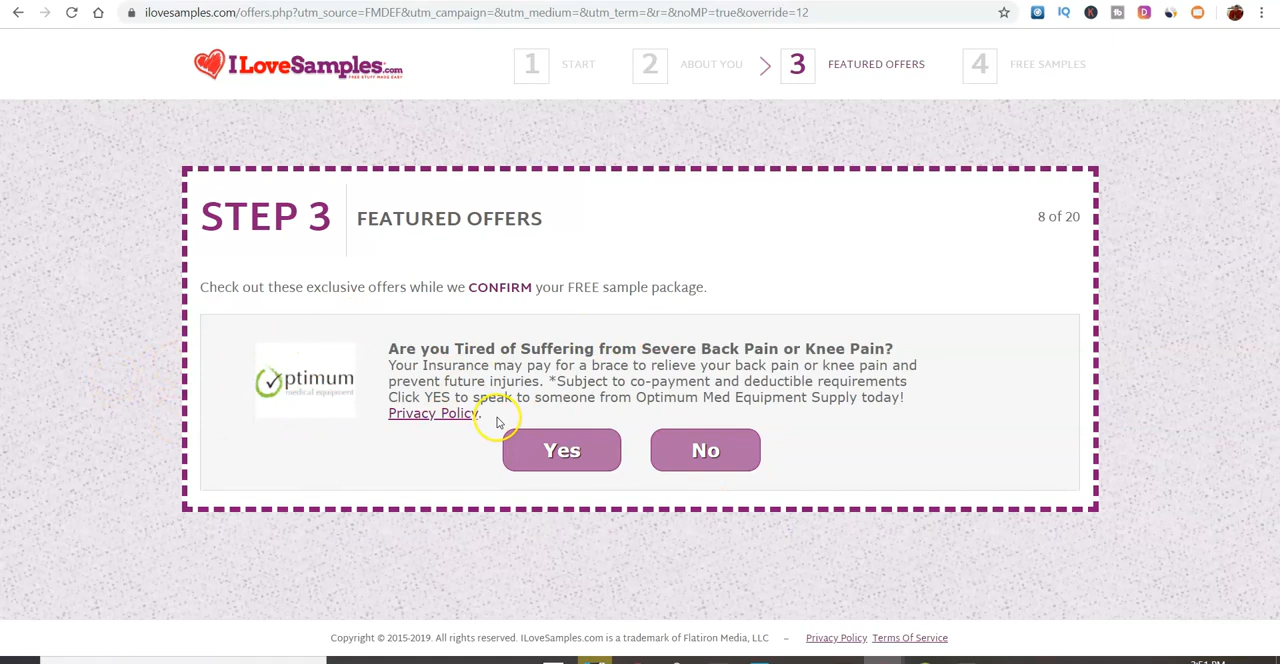 ilovesamples.com/offers.php?utm_source=FMDEF&utm_campaign=&utm_medium=&utm_term=&r=&noMP=true&override=12
ILoveSamples.com
FREE STUFF MADE EASY
1 START
2 ABOUT YOU
3 FEATURED OFFERS
4 FREE SAMPLES
STEP 3
FEATURED OFFERS
8 of 20
Check out these exclusive offers while we CONFIRM your FREE sample package.
Optimum
medical equipment
Are you Tired of Suffering from Severe Back Pain or Knee Pain?
Your Insurance may pay for a brace to relieve your back pain or knee pain and
prevent future injuries. *Subject to co-payment and deductible requirements
Click YES to speak to someone from Optimum Med Equipment Supply today!
Privacy Policy.
Yes
No
Copyright © 2015-2019. All rights reserved. ILoveSamples.com is a trademark of Flatiron Media, LLC – Privacy Policy Terms Of Service